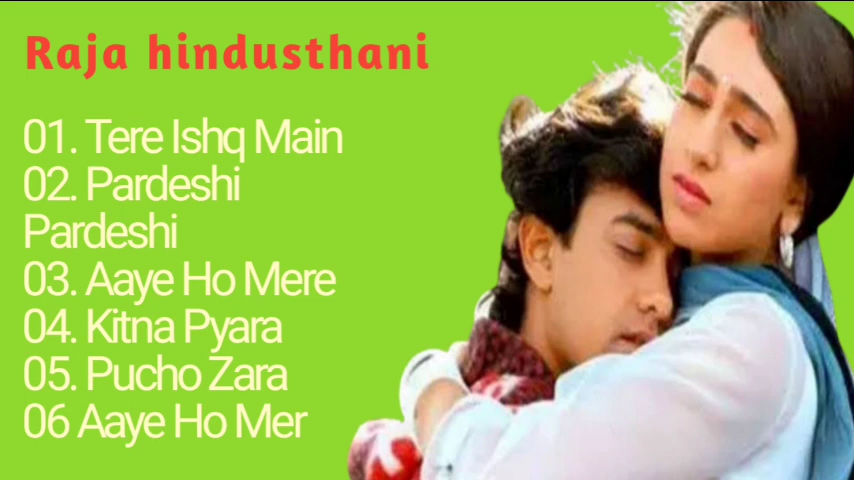 Raja hindusthani
01. Tere Ishq Main
02. Pardeshi
Pardeshi
03. Aaye Ho Mere
04. Kitna Pyara
05. Pucho Zara
06 Aaye Ho Mer